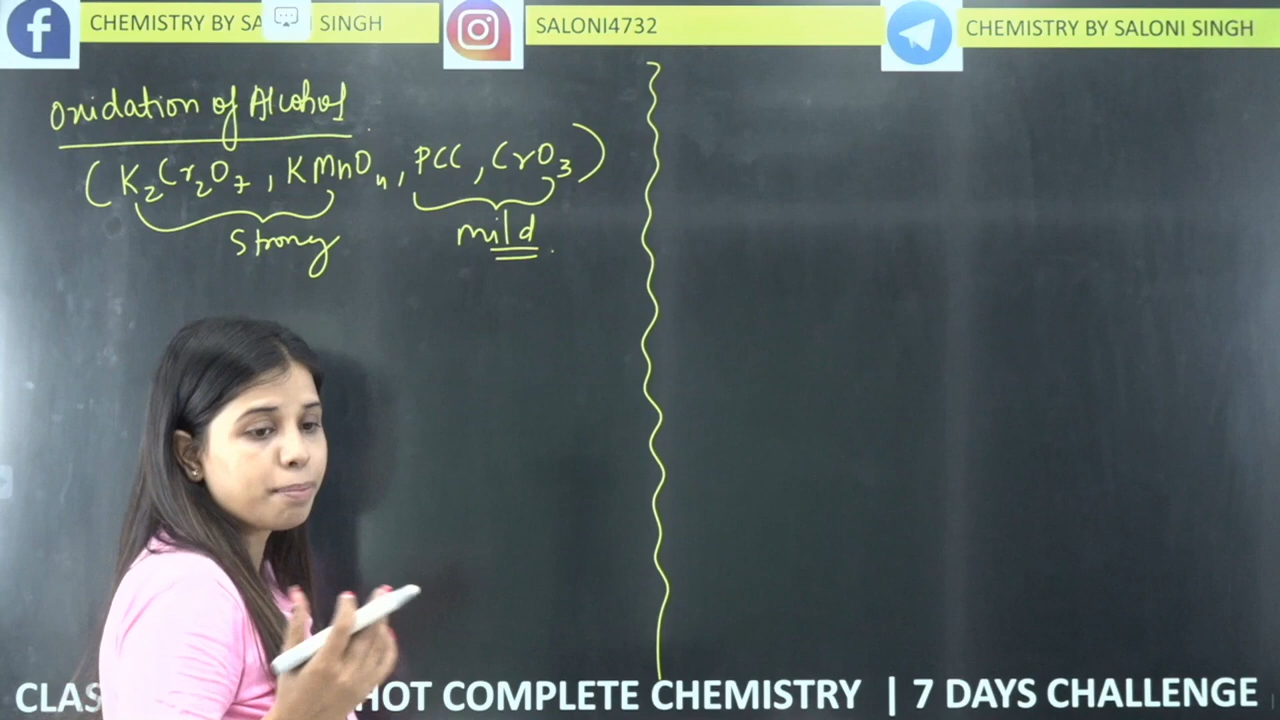 CHEMISTRY BY SA SINGH
SALONI4732
CHEMISTRY BY SALONI SINGH
Oxidation of Alcohol
(K2Cr2O7, KMnO4, PCC, CrO3)
Strong
mild
CLAS HOT COMPLETE CHEMISTRY | 7 DAYS CHALLENGE